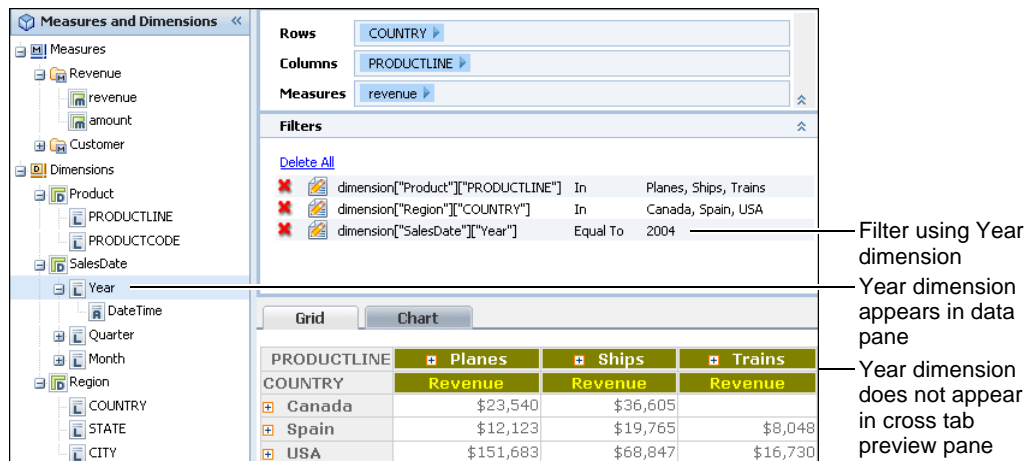 Measures and Dimensions
Measures
Revenue
revenue
amount
Customer
Dimensions
Product
PRODUCTLINE
PRODUCTCODE
SalesDate
Year
DateTime
Quarter
Month
Region
COUNTRY
STATE
CITY
Rows COUNTRY
Columns PRODUCTLINE
Measures revenue
Filters
Delete All
dimension["Product"]["PRODUCTLINE"] In Planes, Ships, Trains
dimension["Region"]["COUNTRY"] In Canada, Spain, USA
dimension["SalesDate"]["Year"] Equal To 2004
Grid Chart
PRODUCTLINE Planes Ships Trains
COUNTRY Revenue Revenue Revenue
Canada $23,540 $36,605
Spain $12,123 $19,765 $8,048
USA $151,683 $68,847 $16,730
Filter using Year
dimension
Year dimension
appears in data
pane
Year dimension
does not appear
in cross tab
preview pane